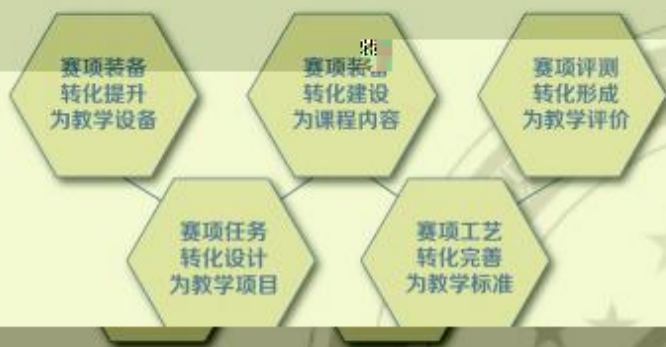 赛项装备
转化提升
为教学设备
赛项装
转化建设
为课程内容
赛项评测
转化形成
为教学评价
赛项任务
转化设计
为教学项目
赛项工艺
转化完善
为教学标准